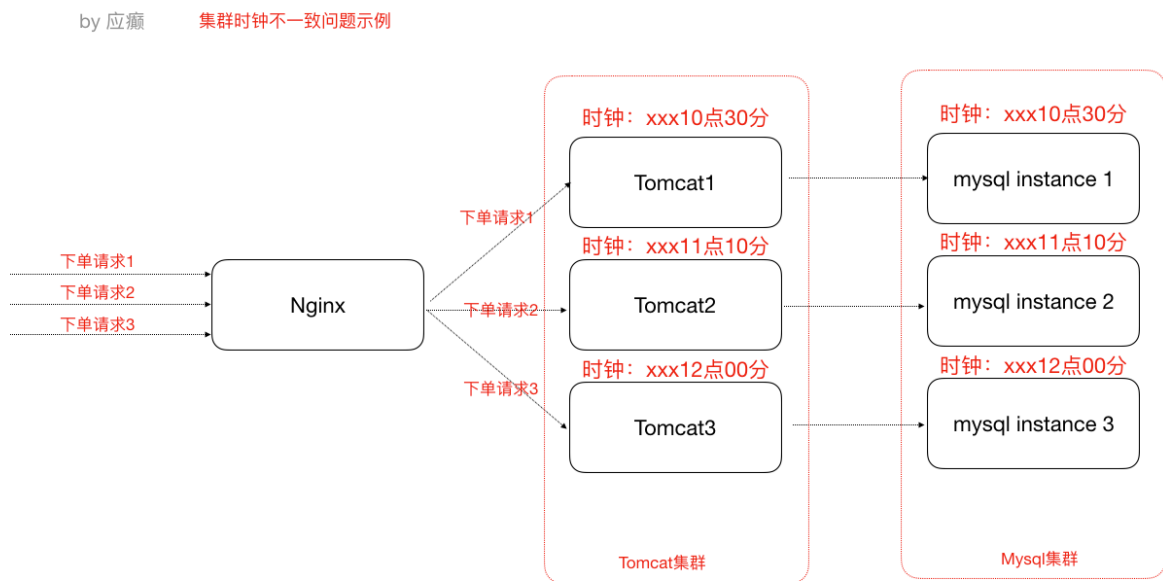 by 应癫
集群时钟不一致问题示例
时钟：xxx10点30分
时钟：xxx10点30分
Tomcat1
mysql instance 1
下单请求1
时钟：xxx11点10分
时钟：xxx11点10分
下单请求1
下单请求2
下单请求3
Nginx
下单请求2
Tomcat2
mysql instance 2
时钟：xxx12点00分
时钟：xxx12点00分
下单请求3
Tomcat3
mysql instance 3
Tomcat集群
Mysql集群